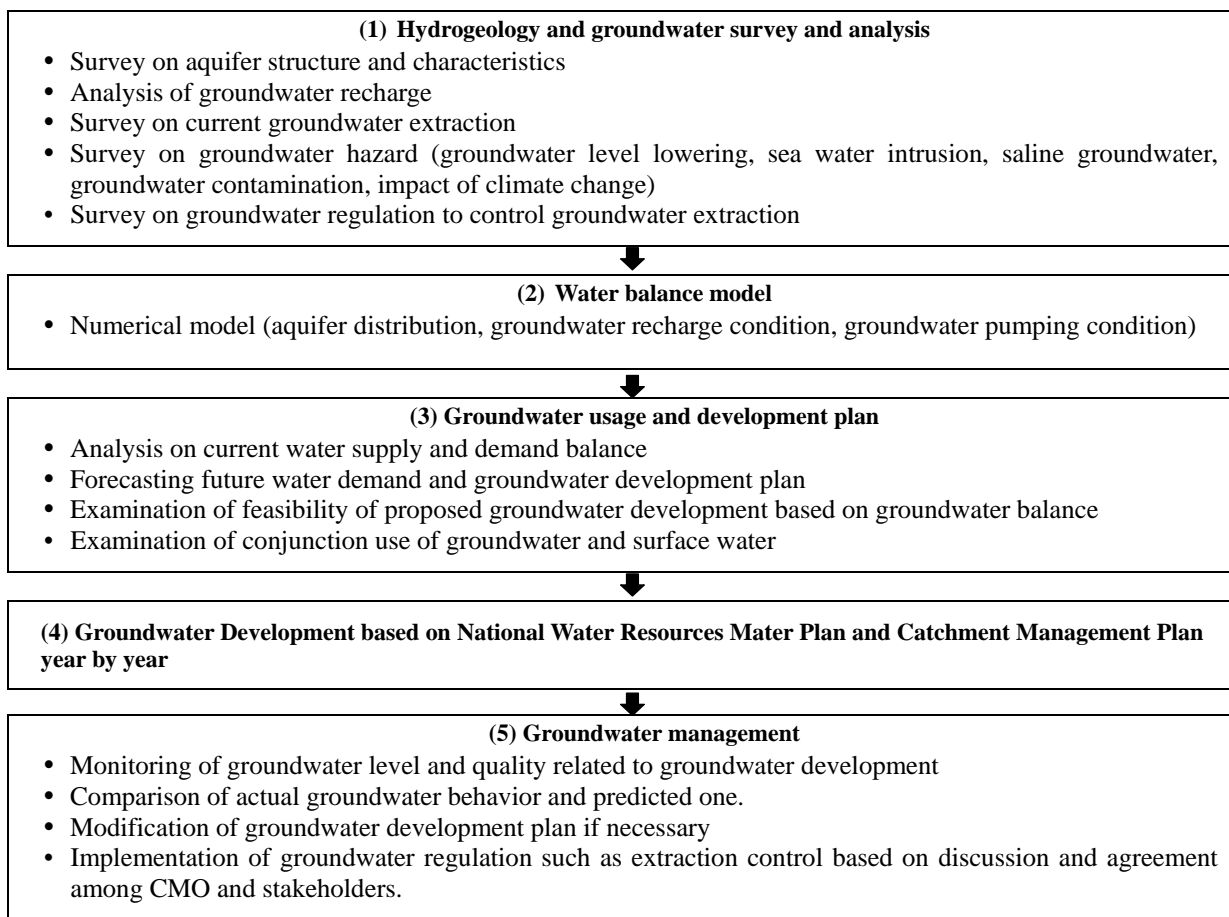 (1) Hydrogeology and groundwater survey and analysis
• Survey on aquifer structure and characteristics
• Analysis of groundwater recharge
• Survey on current groundwater extraction
• Survey on groundwater hazard (groundwater level lowering, sea water intrusion, saline groundwater,
groundwater contamination, impact of climate change)
• Survey on groundwater regulation to control groundwater extraction
(2) Water balance model
• Numerical model (aquifer distribution, groundwater recharge condition, groundwater pumping condition)
(3) Groundwater usage and development plan
• Analysis on current water supply and demand balance
• Forecasting future water demand and groundwater development plan
• Examination of feasibility of proposed groundwater development based on groundwater balance
• Examination of conjunction use of groundwater and surface water
(4) Groundwater Development based on National Water Resources Mater Plan and Catchment Management Plan
year by year
(5) Groundwater management
• Monitoring of groundwater level and quality related to groundwater development
• Comparison of actual groundwater behavior and predicted one.
• Modification of groundwater development plan if necessary
• Implementation of groundwater regulation such as extraction control based on discussion and agreement
among CMO and stakeholders.